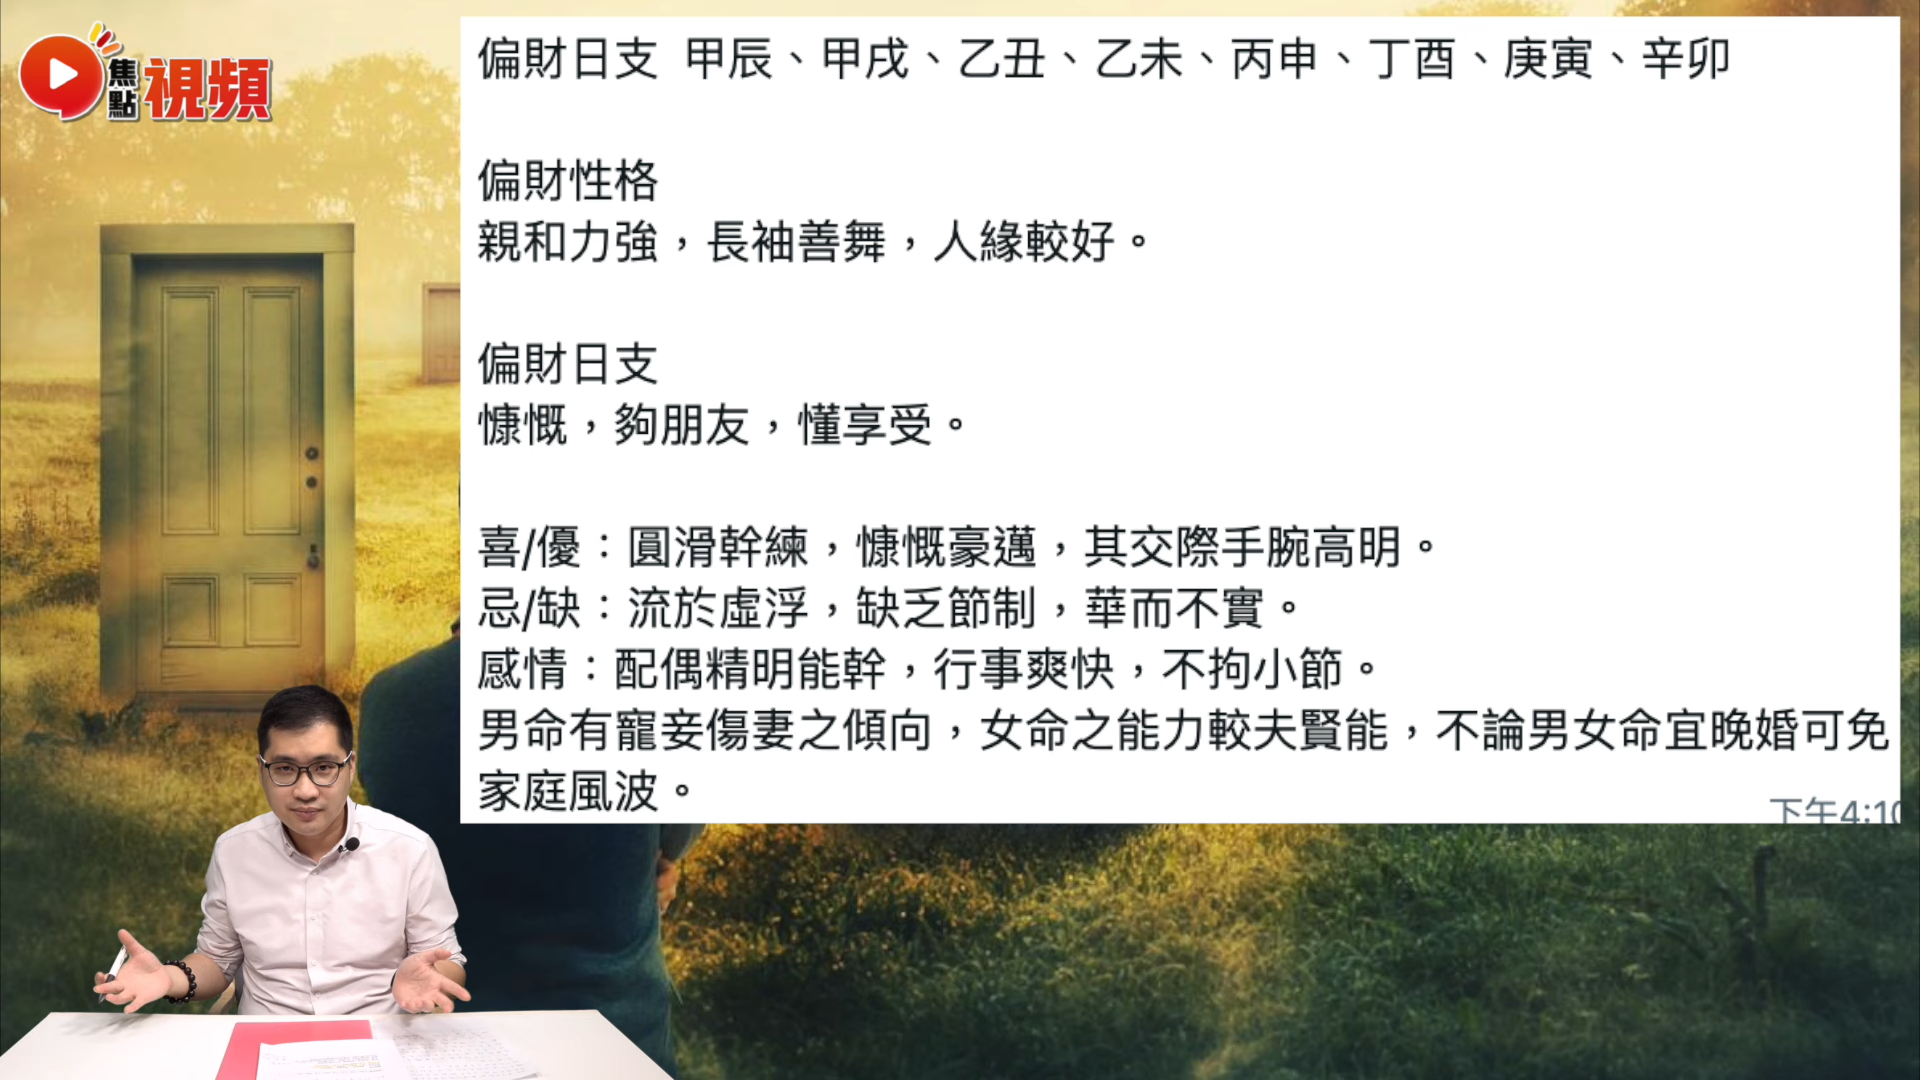 焦點視頻
偏財日支 甲辰、甲戌、乙丑、乙未、丙申、丁酉、庚寅、辛卯
偏財性格
親和力強，長袖善舞，人緣較好。
偏財日支
慷慨，夠朋友，懂享受。
喜/優：圓滑幹練，慷慨豪邁，其交際手腕高明。
忌/缺：流於虛浮，缺乏節制，華而不實。
感情：配偶精明能幹，行事爽快，不拘小節。
男命有寵妾傷妻之傾向，女命之能力較夫賢能，不論男女命宜晚婚可免
家庭風波。
下午4:10